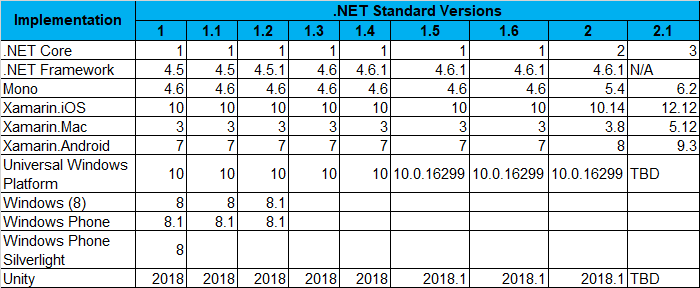 Implementation .NET Standard Versions
1 1.1 1.2 1.3 1.4 1.5 1.6 2 2.1
.NET Core 1 1 1 1 1 1 1 2 3
.NET Framework 4.5 4.5 4.5.1 4.6 4.6.1 4.6.1 4.6.1 4.6.1 N/A
Mono 4.6 4.6 4.6 4.6 4.6 4.6 4.6 5.4 6.2
Xamarin.iOS 10 10 10 10 10 10 10 10.14 12.12
Xamarin.Mac 3 3 3 3 3 3 3 3.8 5.12
Xamarin.Android 7 7 7 7 7 7 7 8 9.3
Universal Windows
Platform 10 10 10 10 10 10.0.16299 10.0.16299 10.0.16299 TBD
Windows (8) 8 8 8.1
Windows Phone 8.1 8.1 8.1
Windows Phone
Silverlight 8
Unity 2018 2018 2018 2018 2018 2018.1 2018.1 2018.1 TBD